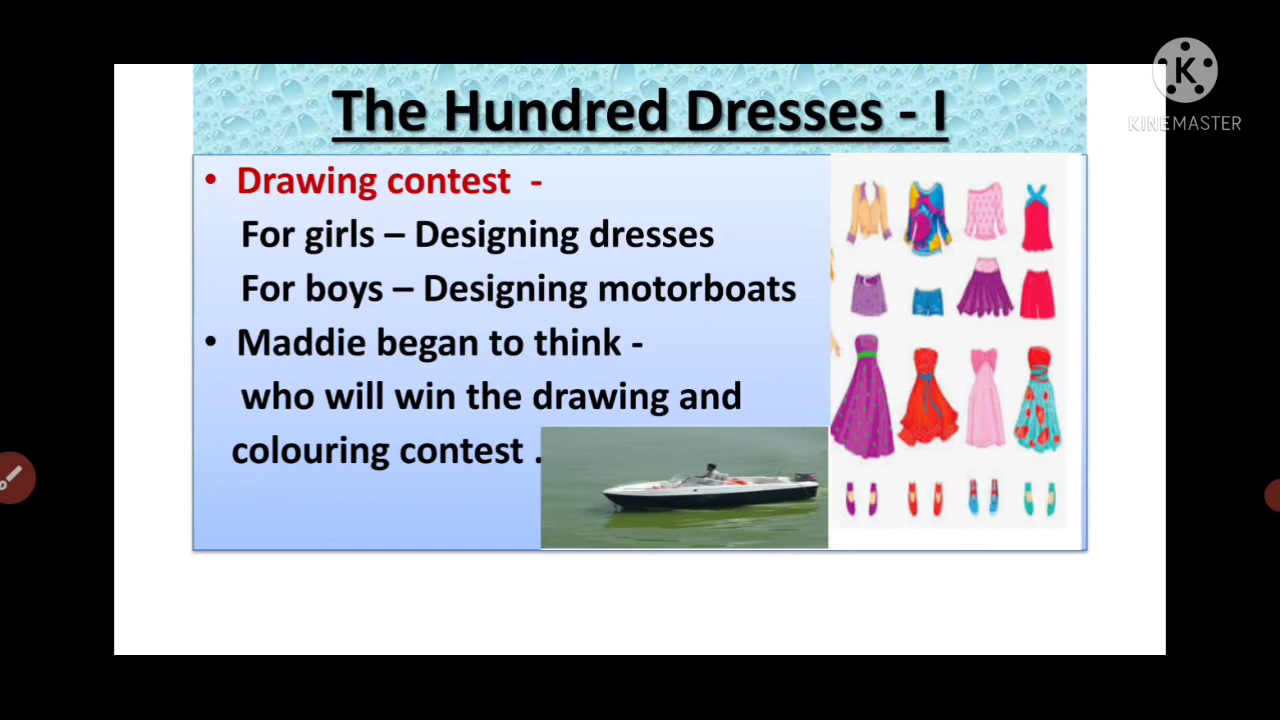 The Hundred Dresses - I
K
KINEMASTER
• Drawing contest -
For girls – Designing dresses
For boys – Designing motorboats
• Maddie began to think -
who will win the drawing and
colouring contest .